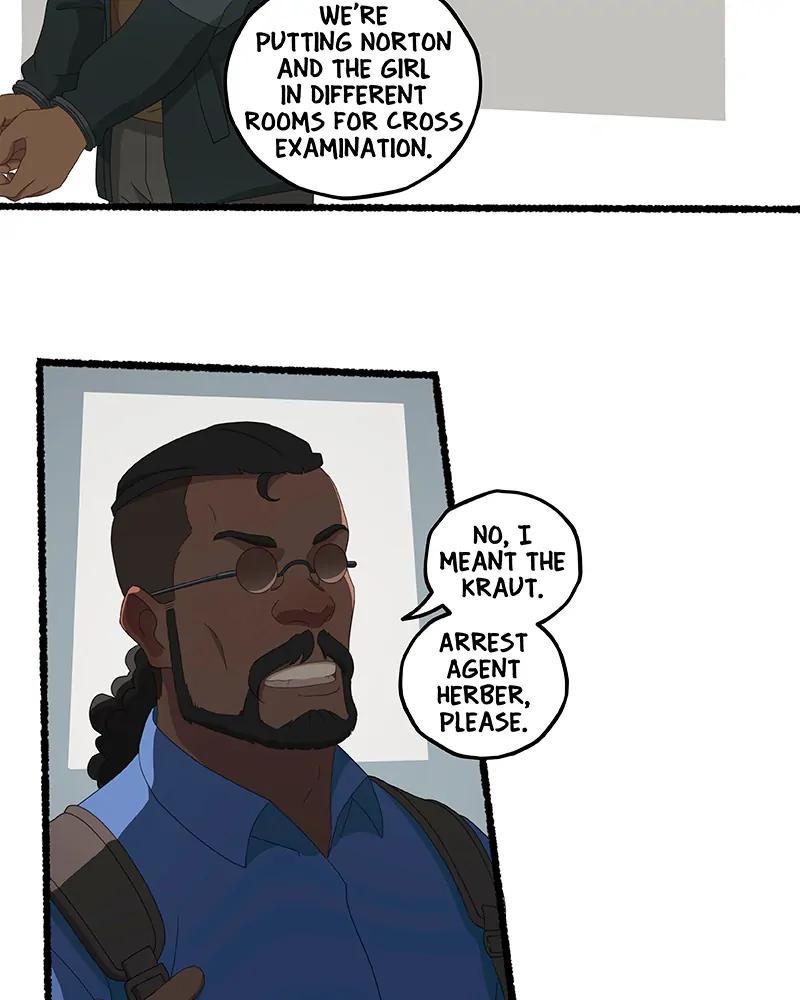 WE'RE
PUTTING NORTON
AND THE GIRL
IN DIFFERENT
ROOMS FOR CROSS
EXAMINATION.
NO, I
MEANT THE
KRAUT.
ARREST
AGENT
HERBER,
PLEASE.